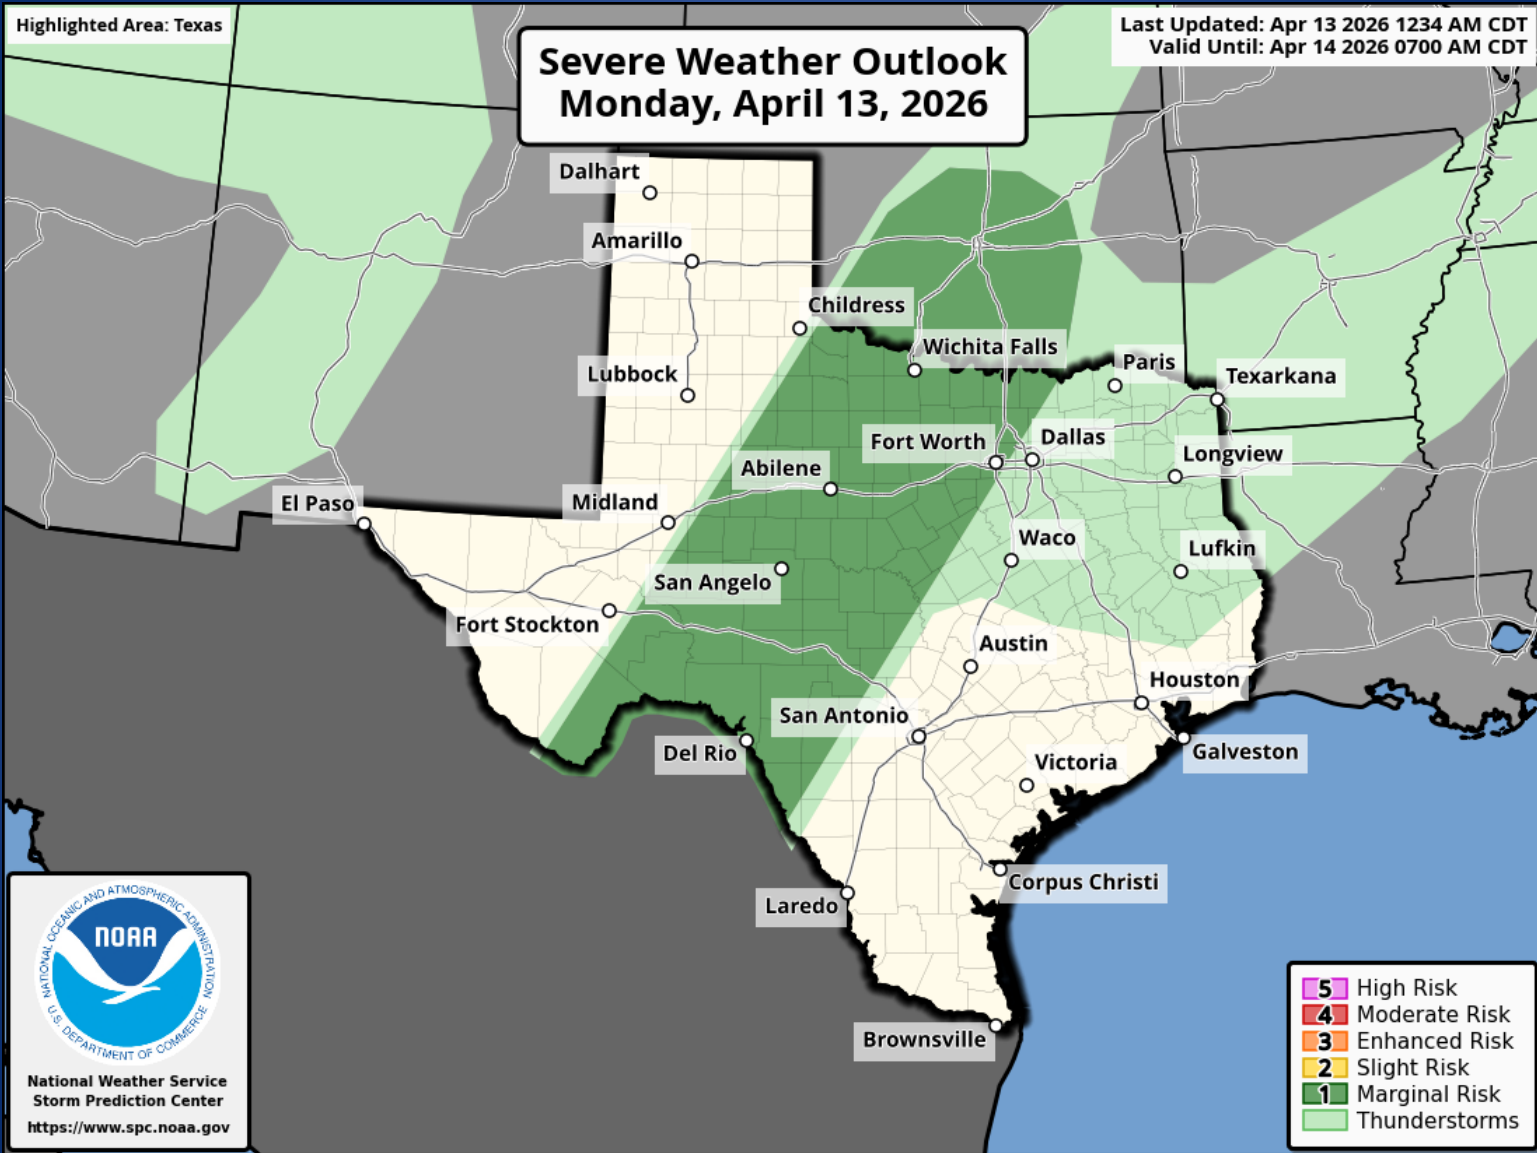 Highlighted Area: Texas
Last Updated: Apr 13 2026 1234 AM CDT
Valid Until: Apr 14 2026 0700 AM CDT
Severe Weather Outlook
Monday, April 13, 2026
Dalhart
Amarillo
Childress
Wichita Falls
Paris
Texarkana
Lubbock
Fort Worth
Dallas
Longview
Abilene
El Paso
Midland
Waco
Lufkin
San Angelo
Fort Stockton
Austin
Houston
San Antonio
Del Rio
Galveston
Victoria
Corpus Christi
Laredo
Brownsville
NATIONAL OCEANIC AND ATMOSPHERIC ADMINISTRATION
NOAA
U.S. DEPARTMENT OF COMMERCE
National Weather Service
Storm Prediction Center
https://www.spc.noaa.gov
5 High Risk
4 Moderate Risk
3 Enhanced Risk
2 Slight Risk
1 Marginal Risk
Thunderstorms